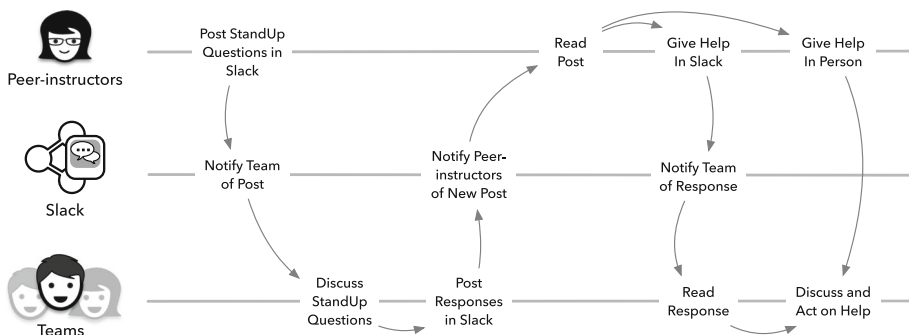 Peer-instructors
Post StandUp
Questions in
Slack
Read
Post
Give Help
In Slack
Give Help
In Person
Slack
Notify Team
of Post
Notify Peer-
instructors
of New Post
Notify Team
of Response
Teams
Discuss
StandUp
Questions
Post
Responses
in Slack
Read
Response
Discuss and
Act on Help